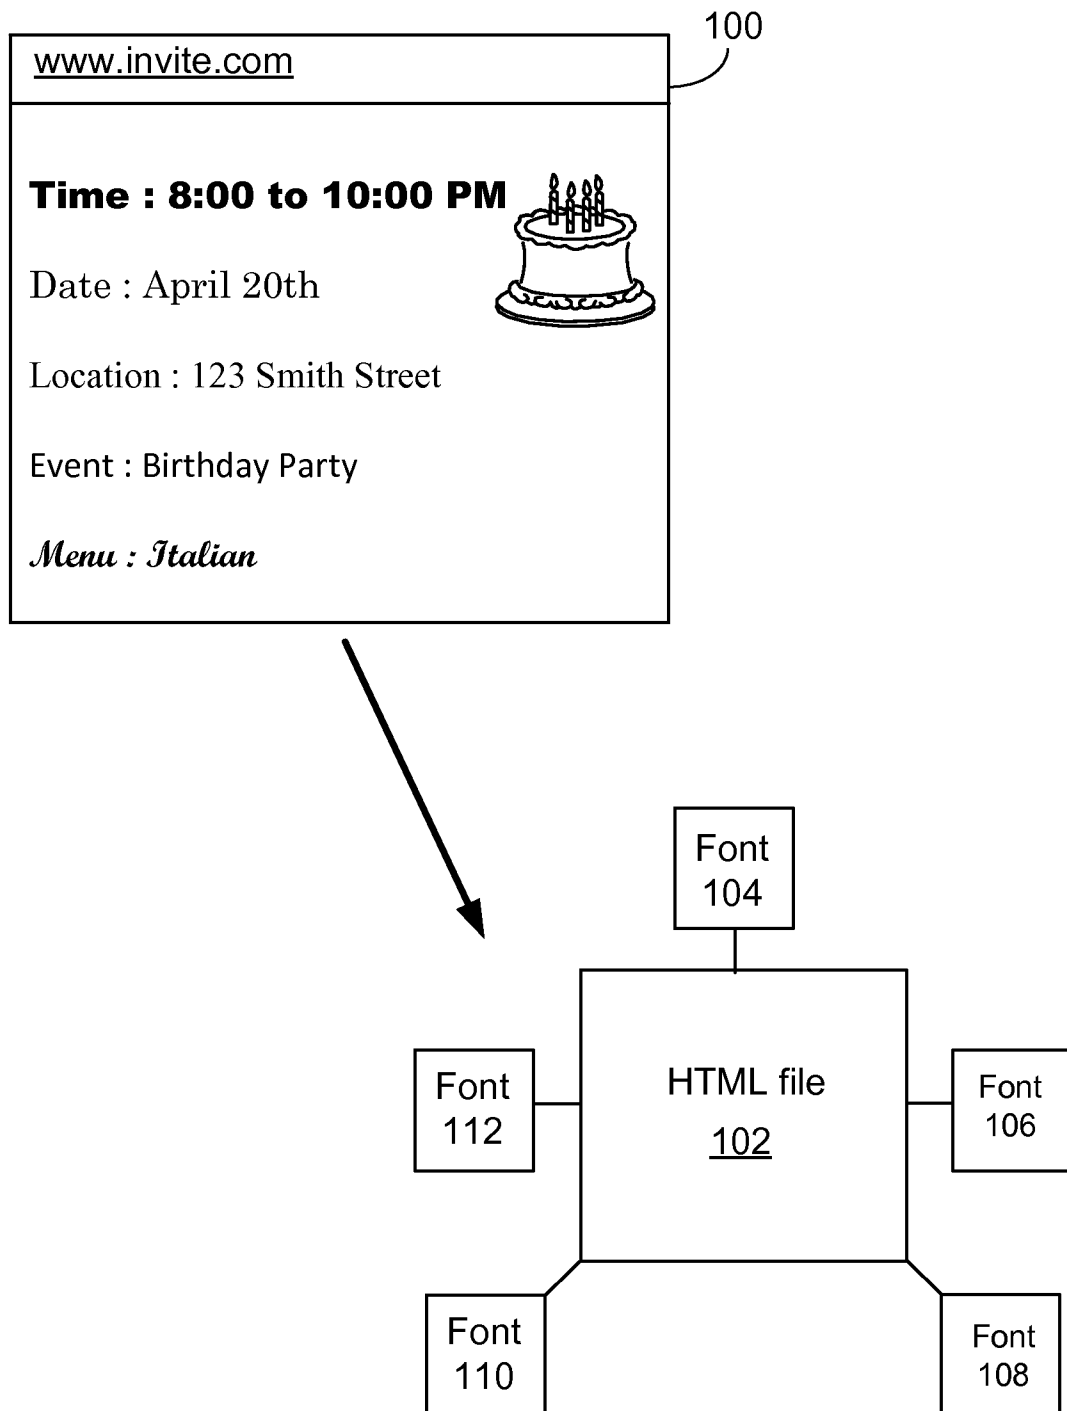 100
www.invite.com
Time : 8:00 to 10:00 PM
Date : April 20th
Location : 123 Smith Street
Event : Birthday Party
Menu : Italian
Font
104
HTML file
102
Font
112
Font
106
Font
110
Font
108